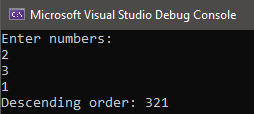 Microsoft Visual Studio Debug Console
Enter numbers:
2
3
1
Descending order: 321